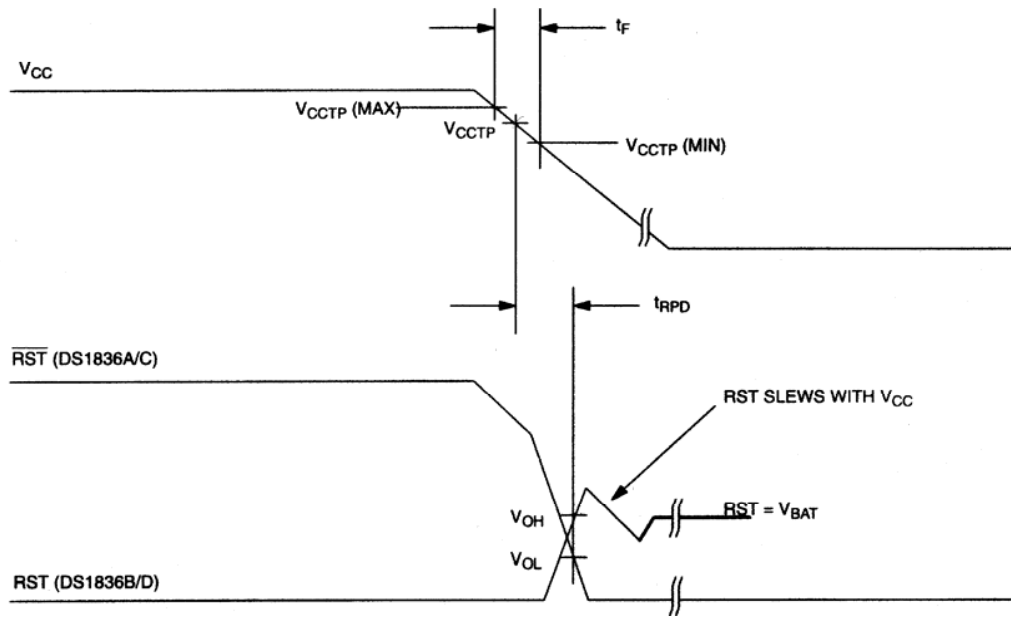 tF
VCC
VCCTP (MAX)
VCCTP
VCCTP (MIN)
tRPD
RST (DS1836A/C)
RST SLEWS WITH VCC
VOH
RST = VBAT
VOL
RST (DS1836B/D)